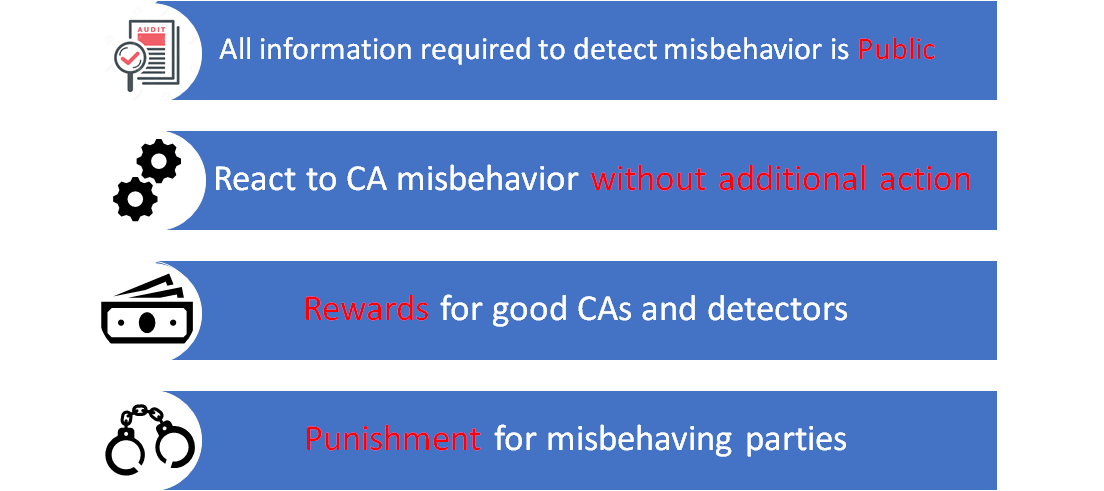 AUDIT
All information required to detect misbehavior is Public
React to CA misbehavior without additional action
Rewards for good CAs and detectors
Punishment for misbehaving parties